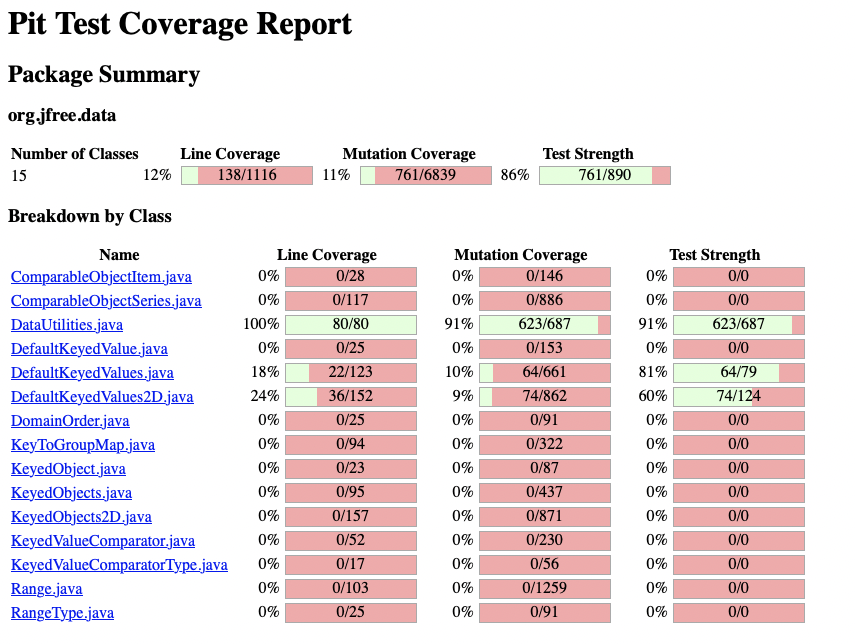 Pit Test Coverage Report
Package Summary
org.jfree.data
Number of Classes Line Coverage Mutation Coverage Test Strength
15 12% 138/1116 11% 761/6839 86% 761/890
Breakdown by Class
Name Line Coverage Mutation Coverage Test Strength
ComparableObjectItem.java 0% 0/28 0% 0/146 0% 0/0
ComparableObjectSeries.java 0% 0/117 0% 0/886 0% 0/0
DataUtilities.java 100% 80/80 91% 623/687 91% 623/687
DefaultKeyedValue.java 0% 0/25 0% 0/153 0% 0/0
DefaultKeyedValues.java 18% 22/123 10% 64/661 81% 64/79
DefaultKeyedValues2D.java 24% 36/152 9% 74/862 60% 74/124
DomainOrder.java 0% 0/25 0% 0/91 0% 0/0
KeyToGroupMap.java 0% 0/94 0% 0/322 0% 0/0
KeyedObject.java 0% 0/23 0% 0/87 0% 0/0
KeyedObjects.java 0% 0/95 0% 0/437 0% 0/0
KeyedObjects2D.java 0% 0/157 0% 0/871 0% 0/0
KeyedValueComparator.java 0% 0/52 0% 0/230 0% 0/0
KeyedValueComparatorType.java 0% 0/17 0% 0/56 0% 0/0
Range.java 0% 0/103 0% 0/1259 0% 0/0
RangeType.java 0% 0/25 0% 0/91 0% 0/0